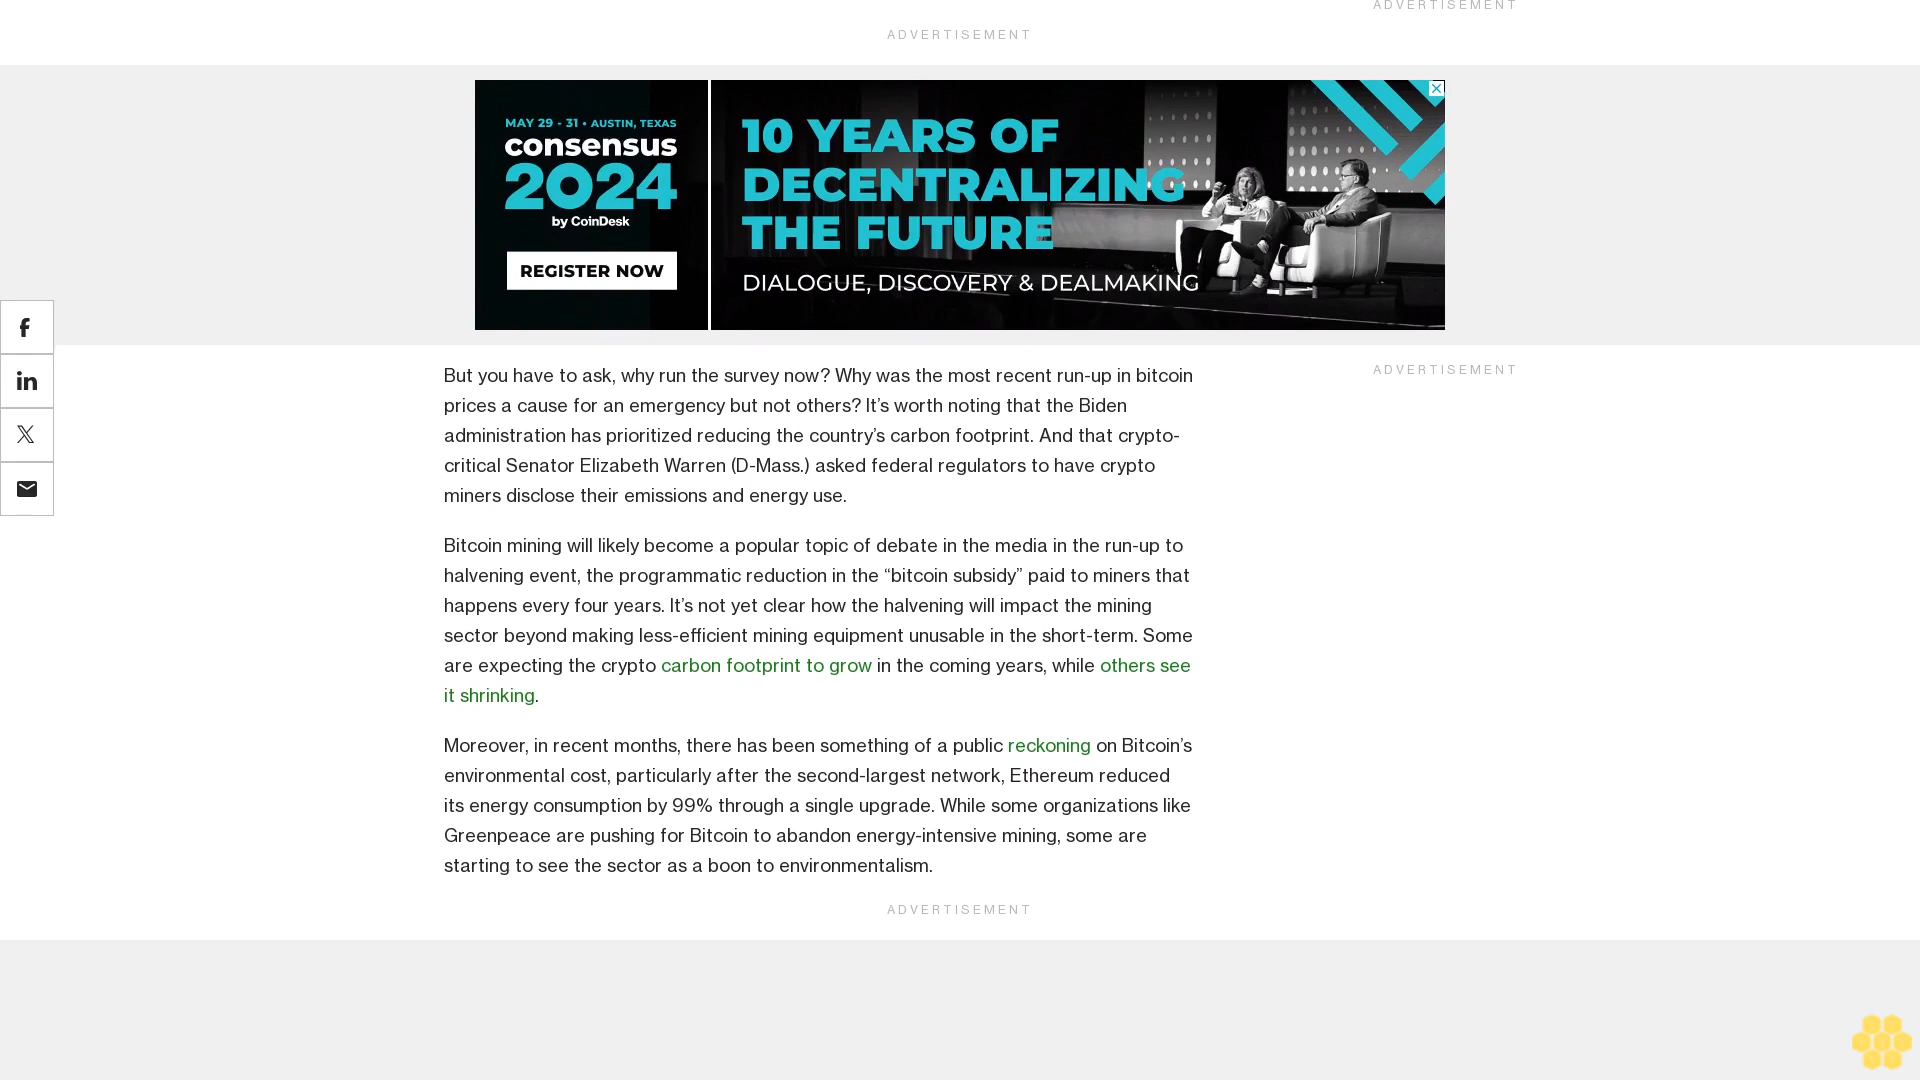 ADVERTISEMENT
ADVERTISEMENT
MAY 29 - 31 • AUSTIN, TEXAS
consensus
2024
by CoinDesk
REGISTER NOW
10 YEARS OF
DECENTRALIZING
THE FUTURE
DIALOGUE, DISCOVERY & DEALMAKING
f
in
X
ADVERTISEMENT
But you have to ask, why run the survey now? Why was the most recent run-up in bitcoin
prices a cause for an emergency but not others? It’s worth noting that the Biden
administration has prioritized reducing the country’s carbon footprint. And that crypto-
critical Senator Elizabeth Warren (D-Mass.) asked federal regulators to have crypto
miners disclose their emissions and energy use.
Bitcoin mining will likely become a popular topic of debate in the media in the run-up to
halvening event, the programmatic reduction in the “bitcoin subsidy” paid to miners that
happens every four years. It’s not yet clear how the halvening will impact the mining
sector beyond making less-efficient mining equipment unusable in the short-term. Some
are expecting the crypto carbon footprint to grow in the coming years, while others see
it shrinking.
Moreover, in recent months, there has been something of a public reckoning on Bitcoin’s
environmental cost, particularly after the second-largest network, Ethereum reduced
its energy consumption by 99% through a single upgrade. While some organizations like
Greenpeace are pushing for Bitcoin to abandon energy-intensive mining, some are
starting to see the sector as a boon to environmentalism.
ADVERTISEMENT